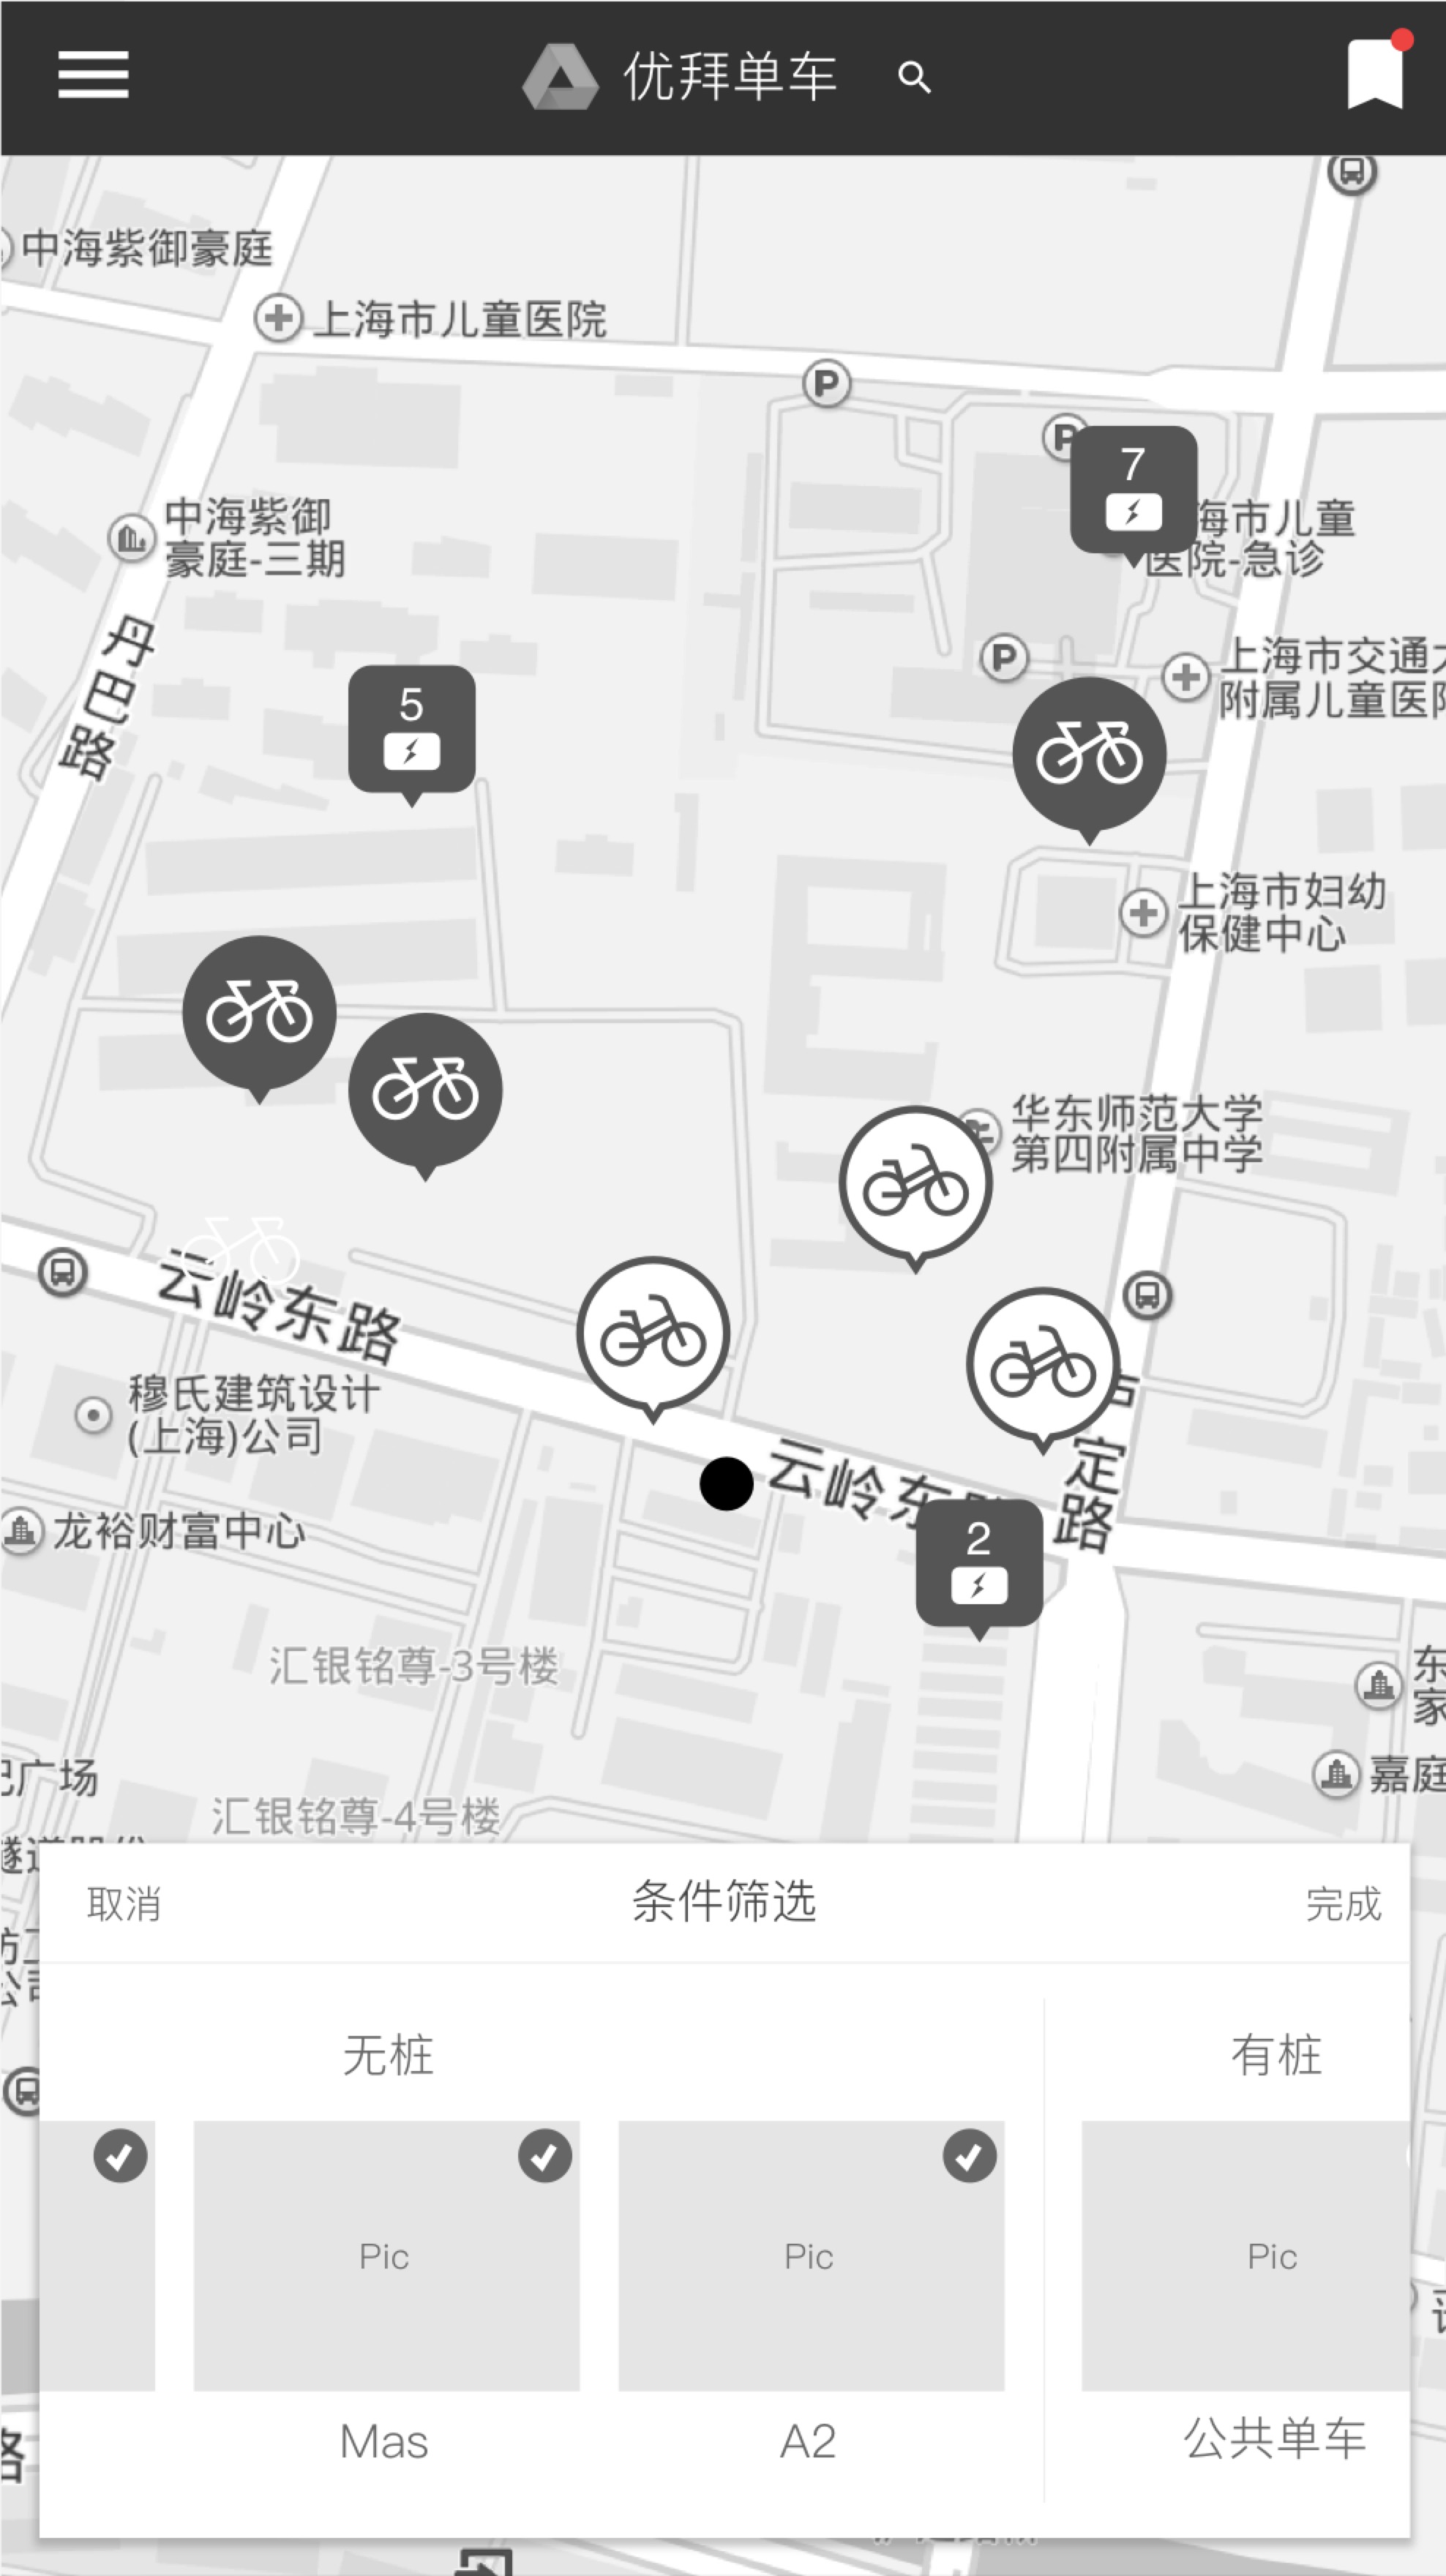 优拜单车
中海紫御豪庭
上海市儿童医院
P
P
7
海市儿童
医院-急诊
中海紫御
豪庭-三期
丹巴路
P
上海市交通
附属儿童医
5
上海市妇幼
保健中心
华东师范大学
第四附属中学
云岭东路
穆氏建筑设计
(上海)公司
云岭东
定路
龙裕财富中心
2
汇银铭尊-3号楼
东
家
广场
嘉庭
汇银铭尊-4号楼
取消
条件筛选
完成
无桩
有桩
Pic
Pic
Pic
Mas
A2
公共单车